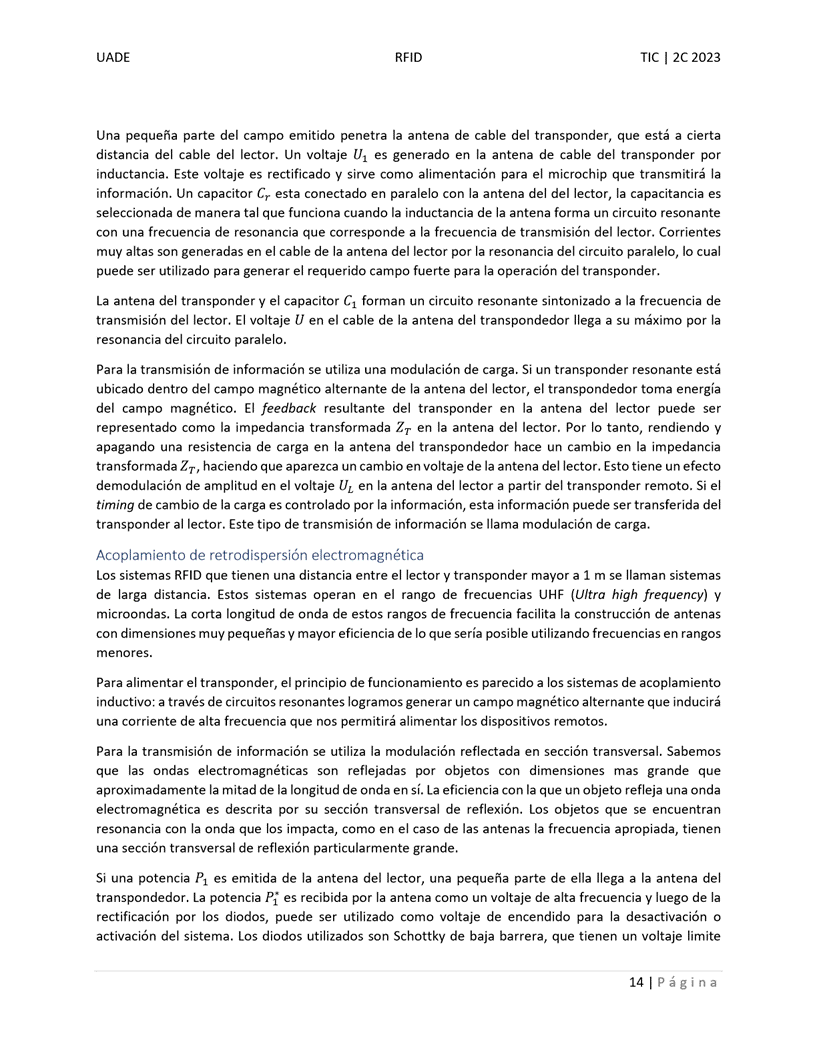 UADE RFID TIC | 2C 2023
Una pequeña parte del campo emitido penetra la antena de cable del transponder, que está a cierta
distancia del cable del lector. Un voltaje U₁ es generado en la antena de cable del transponder por
inductancia. Este voltaje es rectificado y sirve como alimentación para el microchip que transmitirá la
información. Un capacitor Cᵣ esta conectado en paralelo con la antena del del lector, la capacitancia es
seleccionada de manera tal que funciona cuando la inductancia de la antena forma un circuito resonante
con una frecuencia de resonancia que corresponde a la frecuencia de transmisión del lector. Corrientes
muy altas son generadas en el cable de la antena del lector por la resonancia del circuito paralelo, lo cual
puede ser utilizado para generar el requerido campo fuerte para la operación del transponder.
La antena del transponder y el capacitor C₁ forman un circuito resonante sintonizado a la frecuencia de
transmisión del lector. El voltaje U en el cable de la antena del transpondedor llega a su máximo por la
resonancia del circuito paralelo.
Para la transmisión de información se utiliza una modulación de carga. Si un transponder resonante está
ubicado dentro del campo magnético alternante de la antena del lector, el transpondedor toma energía
del campo magnético. El feedback resultante del transponder en la antena del lector puede ser
representado como la impedancia transformada Z_T en la antena del lector. Por lo tanto, rendiendo y
apagando una resistencia de carga en la antena del transpondedor hace un cambio en la impedancia
transformada Z_T, haciendo que aparezca un cambio en voltaje de la antena del lector. Esto tiene un efecto
demodulación de amplitud en el voltaje U_L en la antena del lector a partir del transponder remoto. Si el
timing de cambio de la carga es controlado por la información, esta información puede ser transferida del
transponder al lector. Este tipo de transmisión de información se llama modulación de carga.
Acoplamiento de retrodispersión electromagnética
Los sistemas RFID que tienen una distancia entre el lector y transponder mayor a 1 m se llaman sistemas
de larga distancia. Estos sistemas operan en el rango de frecuencias UHF (Ultra high frequency) y
microondas. La corta longitud de onda de estos rangos de frecuencia facilita la construcción de antenas
con dimensiones muy pequeñas y mayor eficiencia de lo que sería posible utilizando frecuencias en rangos
menores.
Para alimentar el transponder, el principio de funcionamiento es parecido a los sistemas de acoplamiento
inductivo: a través de circuitos resonantes logramos generar un campo magnético alternante que inducirá
una corriente de alta frecuencia que nos permitirá alimentar los dispositivos remotos.
Para la transmisión de información se utiliza la modulación reflectada en sección transversal. Sabemos
que las ondas electromagnéticas son reflejadas por objetos con dimensiones mas grande que
aproximadamente la mitad de la longitud de onda en sí. La eficiencia con la que un objeto refleja una onda
electromagnética es descrita por su sección transversal de reflexión. Los objetos que se encuentran
resonancia con la onda que los impacta, como en el caso de las antenas la frecuencia apropiada, tienen
una sección transversal de reflexión particularmente grande.
Si una potencia P₁ es emitida de la antena del lector, una pequeña parte de ella llega a la antena del
transpondedor. La potencia P₁* es recibida por la antena como un voltaje de alta frecuencia y luego de la
rectificación por los diodos, puede ser utilizado como voltaje de encendido para la desactivación o
activación del sistema. Los diodos utilizados son Schottky de baja barrera, que tienen un voltaje limite
14 | Página